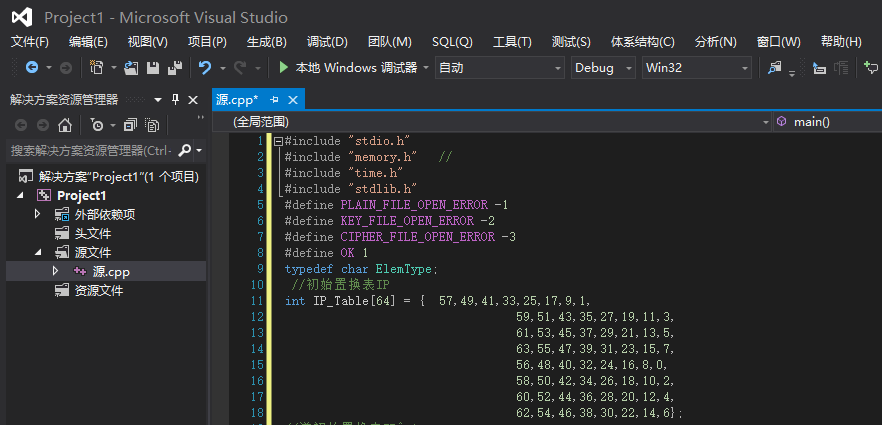 Project1 - Microsoft Visual Studio
文件(F) 编辑(E) 视图(V) 项目(P) 生成(B) 调试(D) 团队(M) SQL(Q) 工具(T) 测试(S) 体系结构(C) 分析(N) 窗口(W) 帮助(H)
本地 Windows 调试器 自动 Debug Win32
解决方案资源管理器
搜索解决方案资源管理器(Ctrl-
解决方案"Project1"(1 个项目)
Project1
外部依赖项
头文件
源文件
源.cpp
资源文件
源.cpp*
(全局范围) main()
1 #include "stdio.h"
2 #include "memory.h" //
3 #include "time.h"
4 #include "stdlib.h"
5 #define PLAIN_FILE_OPEN_ERROR -1
6 #define KEY_FILE_OPEN_ERROR -2
7 #define CIPHER_FILE_OPEN_ERROR -3
8 #define OK 1
9 typedef char ElemType;
10 //初始置换表IP
11 int IP_Table[64] = { 57,49,41,33,25,17,9,1,
12 59,51,43,35,27,19,11,3,
13 61,53,45,37,29,21,13,5,
14 63,55,47,39,31,23,15,7,
15 56,48,40,32,24,16,8,0,
16 58,50,42,34,26,18,10,2,
17 60,52,44,36,28,20,12,4,
18 62,54,46,38,30,22,14,6};